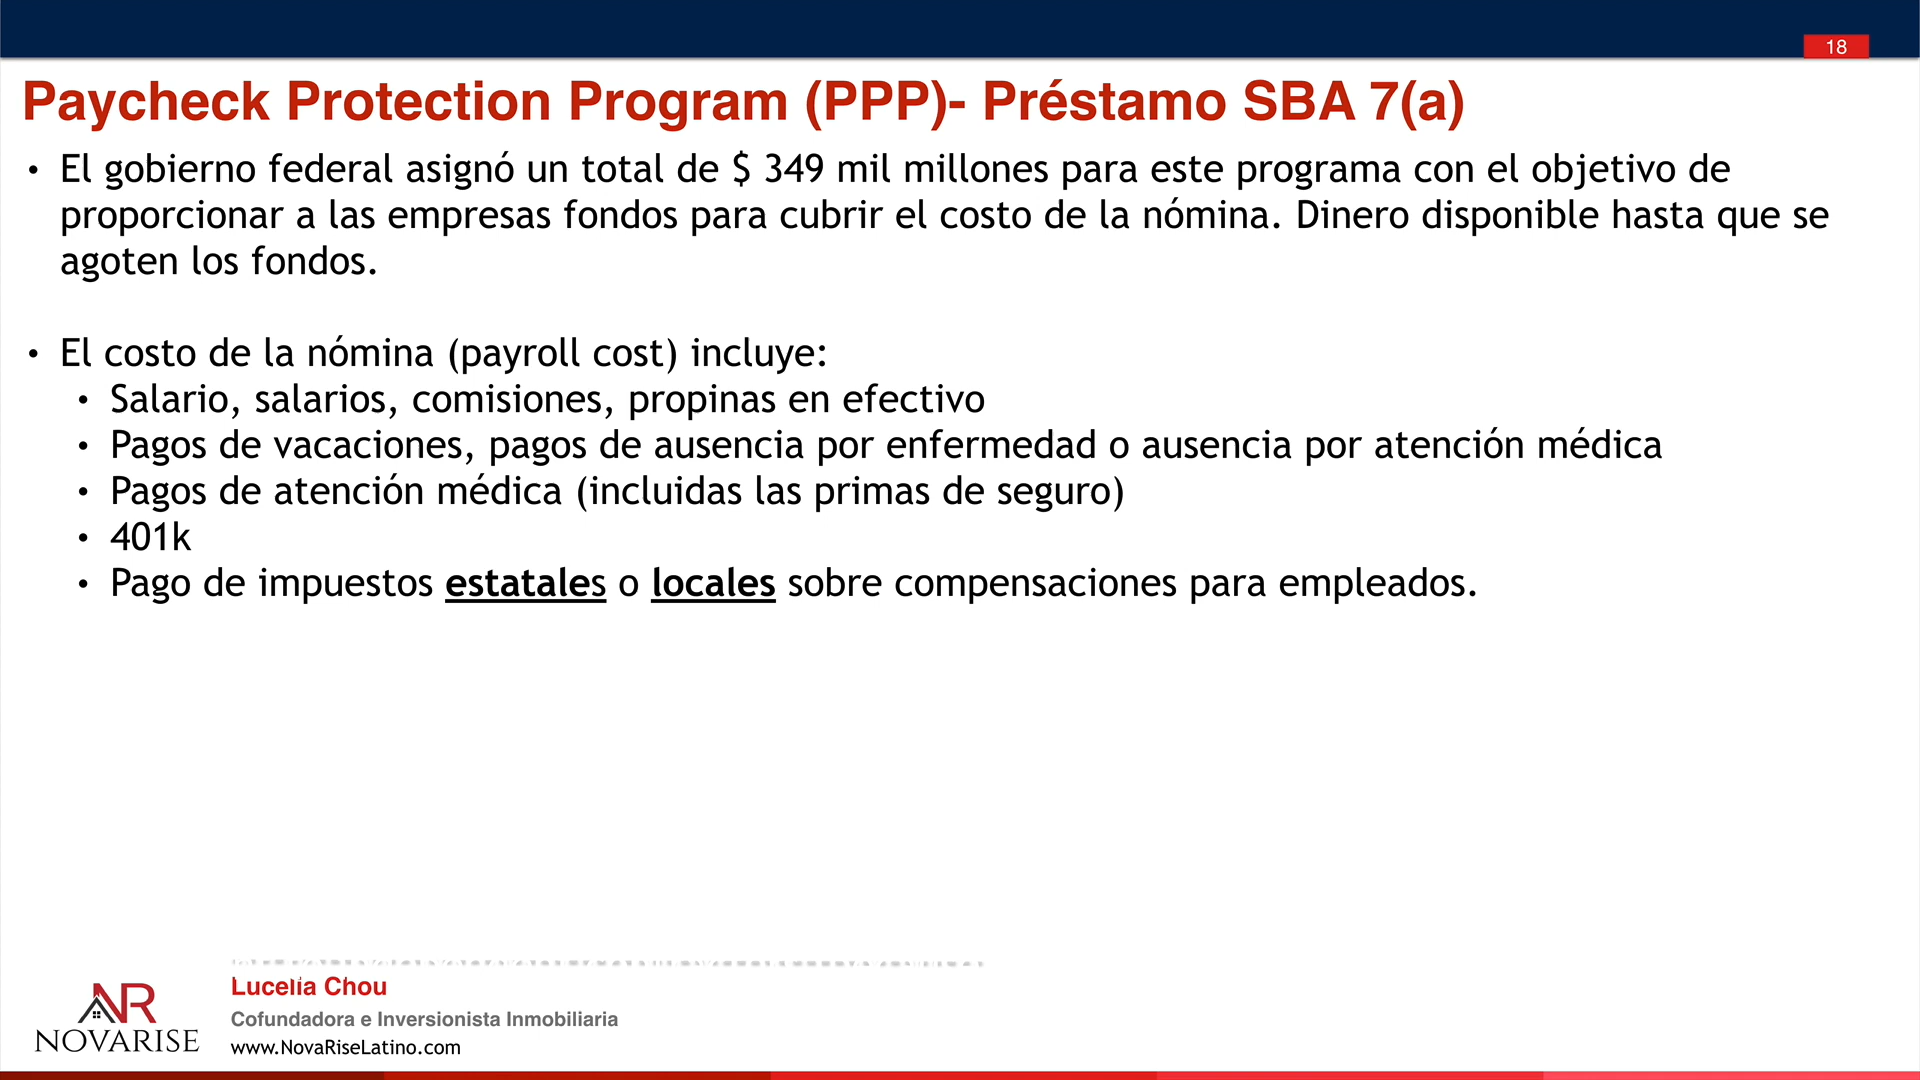 18
Paycheck Protection Program (PPP)- Préstamo SBA 7(a)
• El gobierno federal asignó un total de $ 349 mil millones para este programa con el objetivo de
proporcionar a las empresas fondos para cubrir el costo de la nómina. Dinero disponible hasta que se
agoten los fondos.
• El costo de la nómina (payroll cost) incluye:
• Salario, salarios, comisiones, propinas en efectivo
• Pagos de vacaciones, pagos de ausencia por enfermedad o ausencia por atención médica
• Pagos de atención médica (incluidas las primas de seguro)
• 401k
• Pago de impuestos estatales o locales sobre compensaciones para empleados.
NR
NOVARISE
Lucelia Chou
Cofundadora e Inversionista Inmobiliaria
www.NovaRiseLatino.com